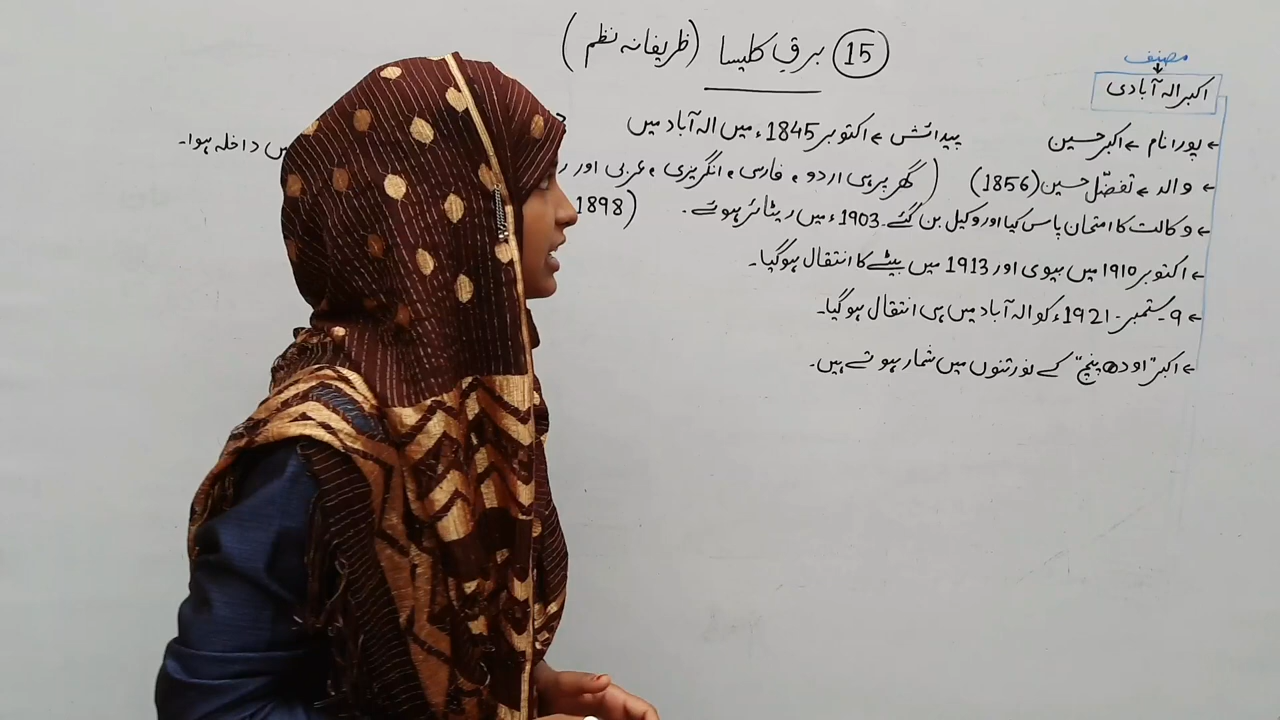 15 برقِ کلیسا (ظریفانہ نظم)
مصنف
اکبر الہ آبادی
پورا نام ← اکبر حسین پیدائش ← اکتوبر 1845ء میں الہ آباد میں
والد ← تفضّل حسین (1856) (گھر پر ہی اردو، فارسی، انگریزی، عربی اور داخلہ ہوا۔
وکالت کا امتحان پاس کیا اور وکیل بن گئے۔ 1903ء میں ریٹائر ہوئے۔ (1898
اکتوبر 1910 میں بیوی اور 1913 میں بیٹے کا انتقال ہوگیا۔
9 ستمبر 1921ء کو الہ آباد میں ہی انتقال ہوگیا۔
اکبر "اودھ پنچ" کے نورتنوں میں شمار ہوتے ہیں۔